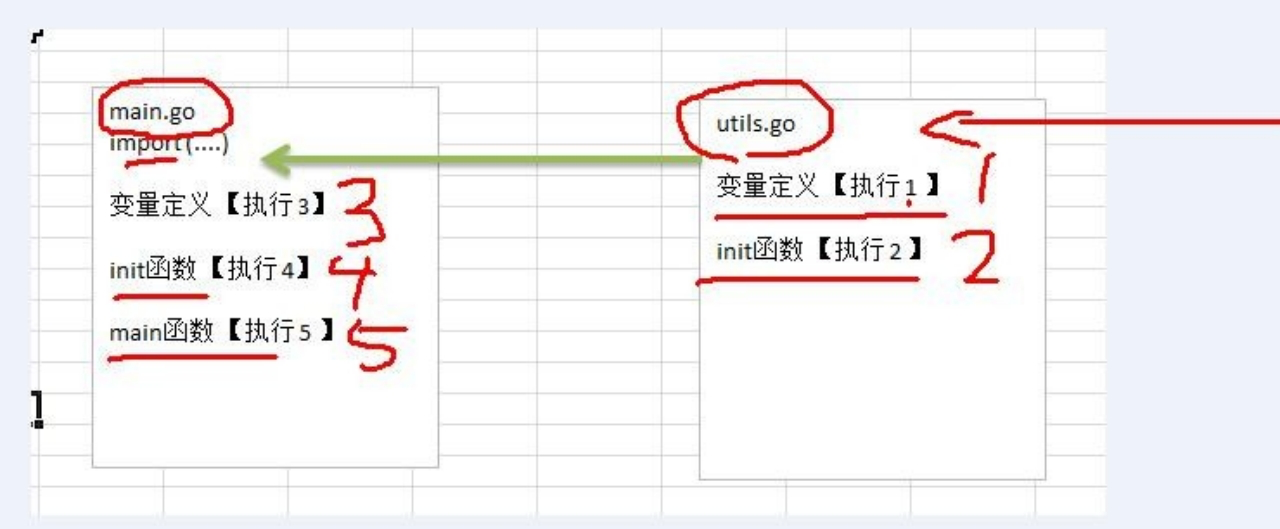 main.go
import(....)
变量定义【执行3】 3
init函数【执行4】 4
main函数【执行5 】 5
utils.go
变量定义【执行1 】 1
init函数【执行2 】 2